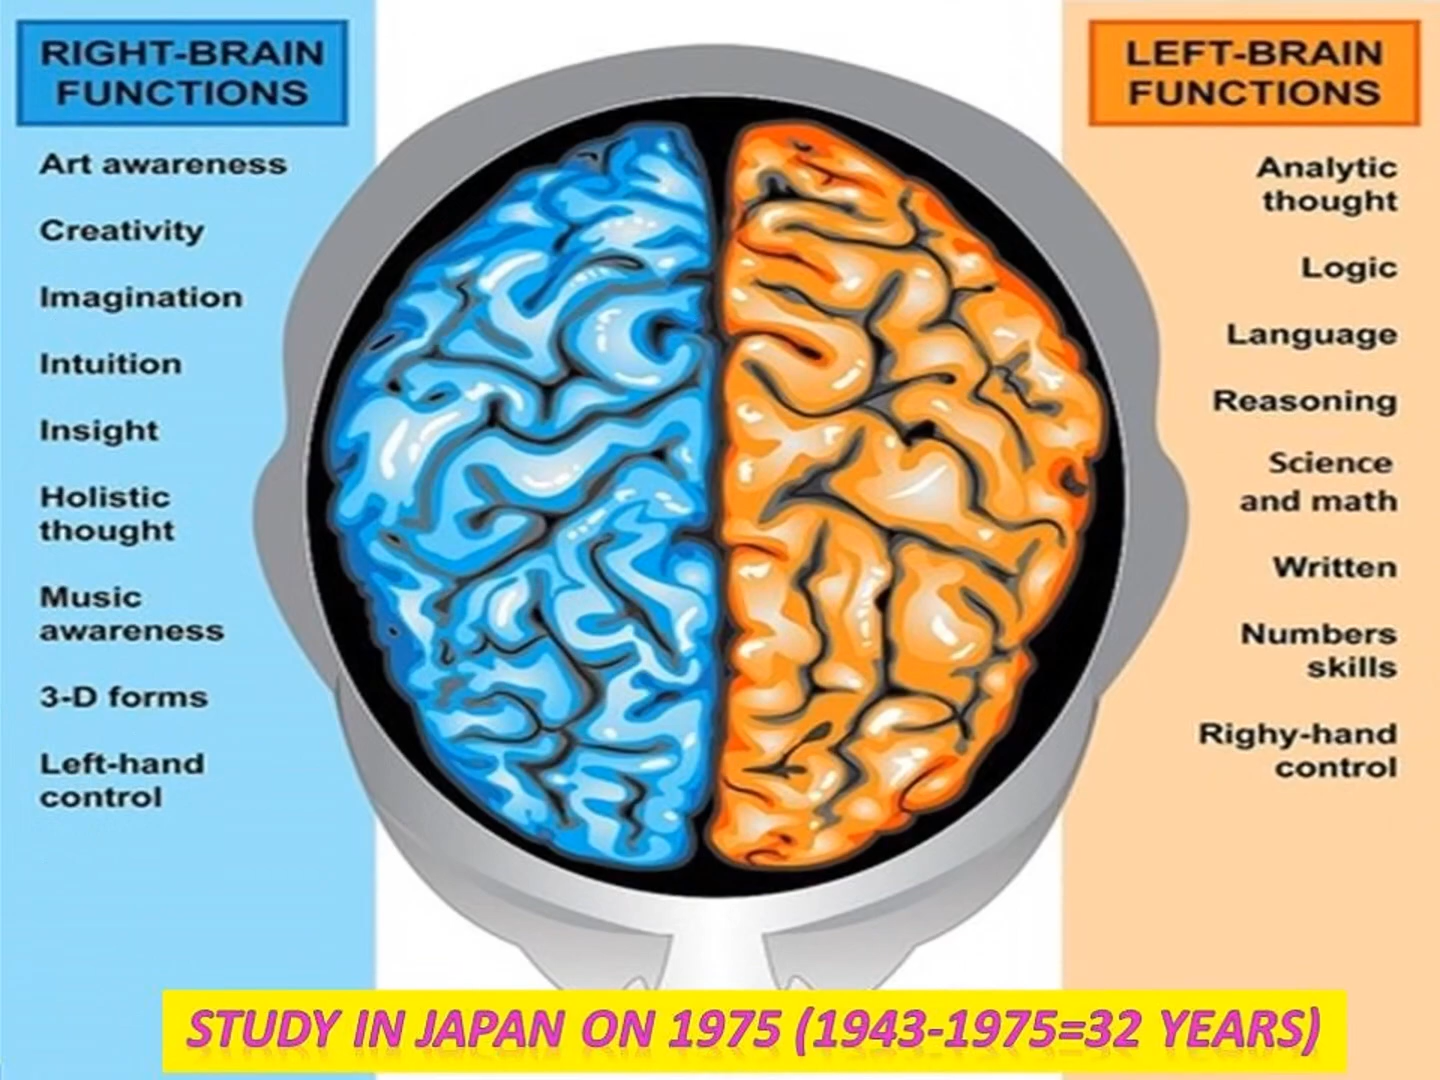 RIGHT-BRAIN
FUNCTIONS
Art awareness
Creativity
Imagination
Intuition
Insight
Holistic
thought
Music
awareness
3-D forms
Left-hand
control
LEFT-BRAIN
FUNCTIONS
Analytic
thought
Logic
Language
Reasoning
Science
and math
Written
Numbers
skills
Righy-hand
control
STUDY IN JAPAN ON 1975 (1943-1975=32 YEARS)